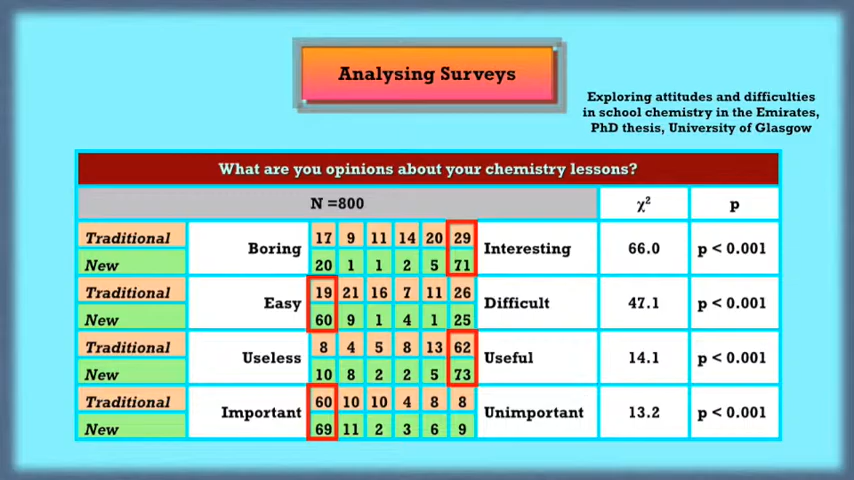 Analysing Surveys
Exploring attitudes and difficulties
in school chemistry in the Emirates,
PhD thesis, University of Glasgow
What are you opinions about your chemistry lessons?
N =800 χ² p
Traditional 17 9 11 14 20 29
Boring Interesting 66.0 p < 0.001
New 20 1 1 2 5 71
Traditional 19 21 16 7 11 26
Easy Difficult 47.1 p < 0.001
New 60 9 1 4 1 25
Traditional 8 4 5 8 13 62
Useless Useful 14.1 p < 0.001
New 10 8 2 2 5 73
Traditional 60 10 10 4 8 8
Important Unimportant 13.2 p < 0.001
New 69 11 2 3 6 9